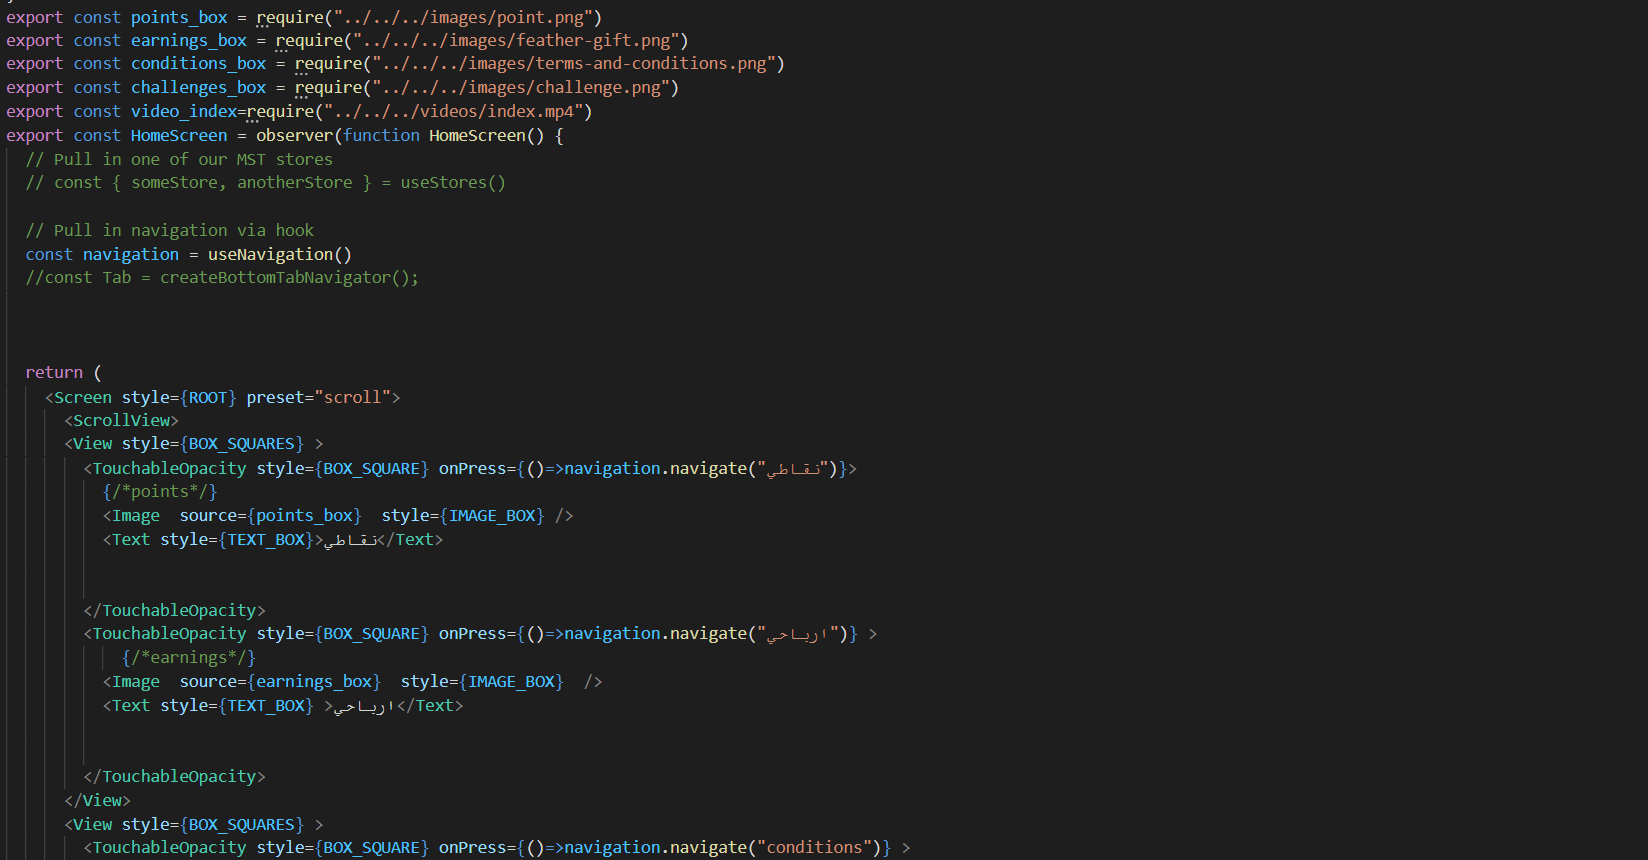 export const points_box = require("../../../images/point.png")
export const earnings_box = require("../../../images/feather-gift.png")
export const conditions_box = require("../../../images/terms-and-conditions.png")
export const challenges_box = require("../../../images/challenge.png")
export const video_index=require("../../../videos/index.mp4")
export const HomeScreen = observer(function HomeScreen() {
// Pull in one of our MST stores
// const { someStore, anotherStore } = useStores()
// Pull in navigation via hook
const navigation = useNavigation()
//const Tab = createBottomTabNavigator();
return (
<Screen style={ROOT} preset="scroll">
<ScrollView>
<View style={BOX_SQUARES} >
<TouchableOpacity style={BOX_SQUARE} onPress={()=>navigation.navigate("نقاطي")}>
{/*points*/}
<Image  source={points_box}  style={IMAGE_BOX} />
<Text style={TEXT_BOX}>نقاطي</Text>
</TouchableOpacity>
<TouchableOpacity style={BOX_SQUARE} onPress={()=>navigation.navigate("ارباحي")} >
{/*earnings*/}
<Image  source={earnings_box}  style={IMAGE_BOX}  />
<Text style={TEXT_BOX} >ارباحي</Text>
</TouchableOpacity>
</View>
<View style={BOX_SQUARES} >
<TouchableOpacity style={BOX_SQUARE} onPress={()=>navigation.navigate("conditions")} >